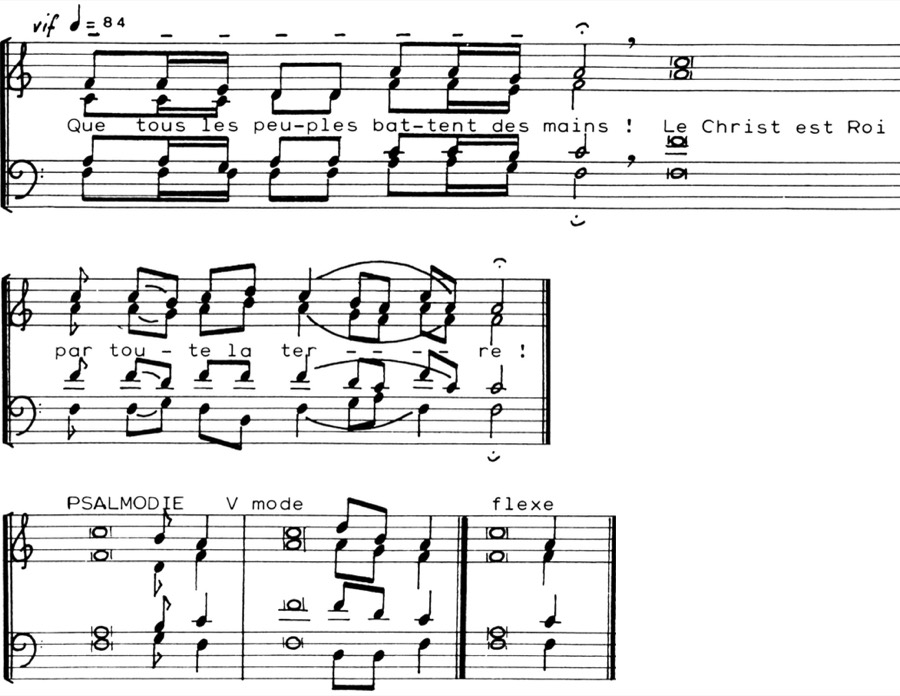 vif ♩= 84
Que tous les peu-ples bat-tent des mains ! Le Christ est Roi
par tou - te la ter - - - - re !
PSALMODIE V mode flexe